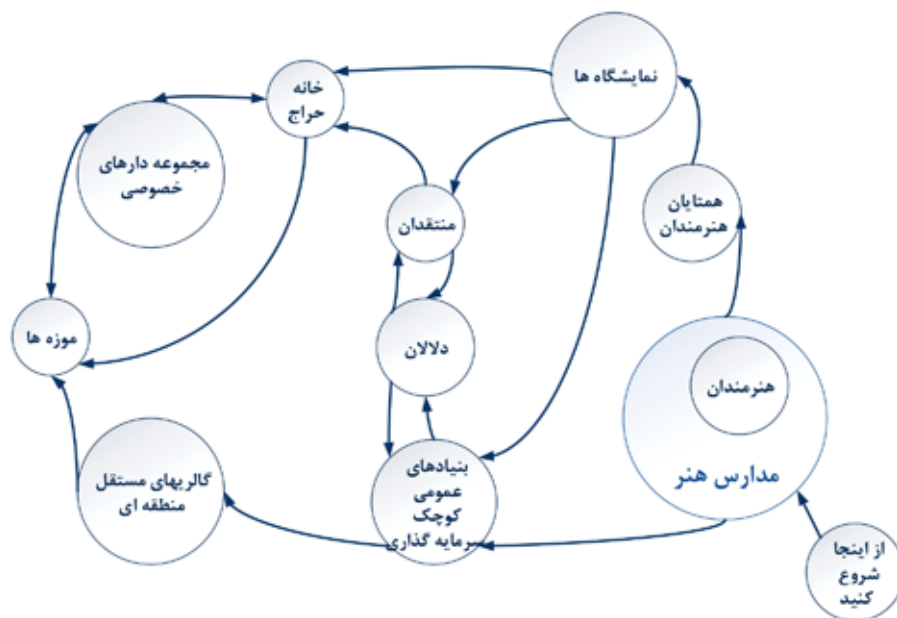 نمایشگاه ها
خانه
حراج
مجموعه دارهای
خصوصی
همتایان
هنرمندان
منتقدان
موزه ها
دلالان
هنرمندان
مدارس هنر
گالریهای مستقل
منطقه ای
بنیادهای
عمومی
کوچک
سرمایه گذاری
از اینجا
شروع
کنید